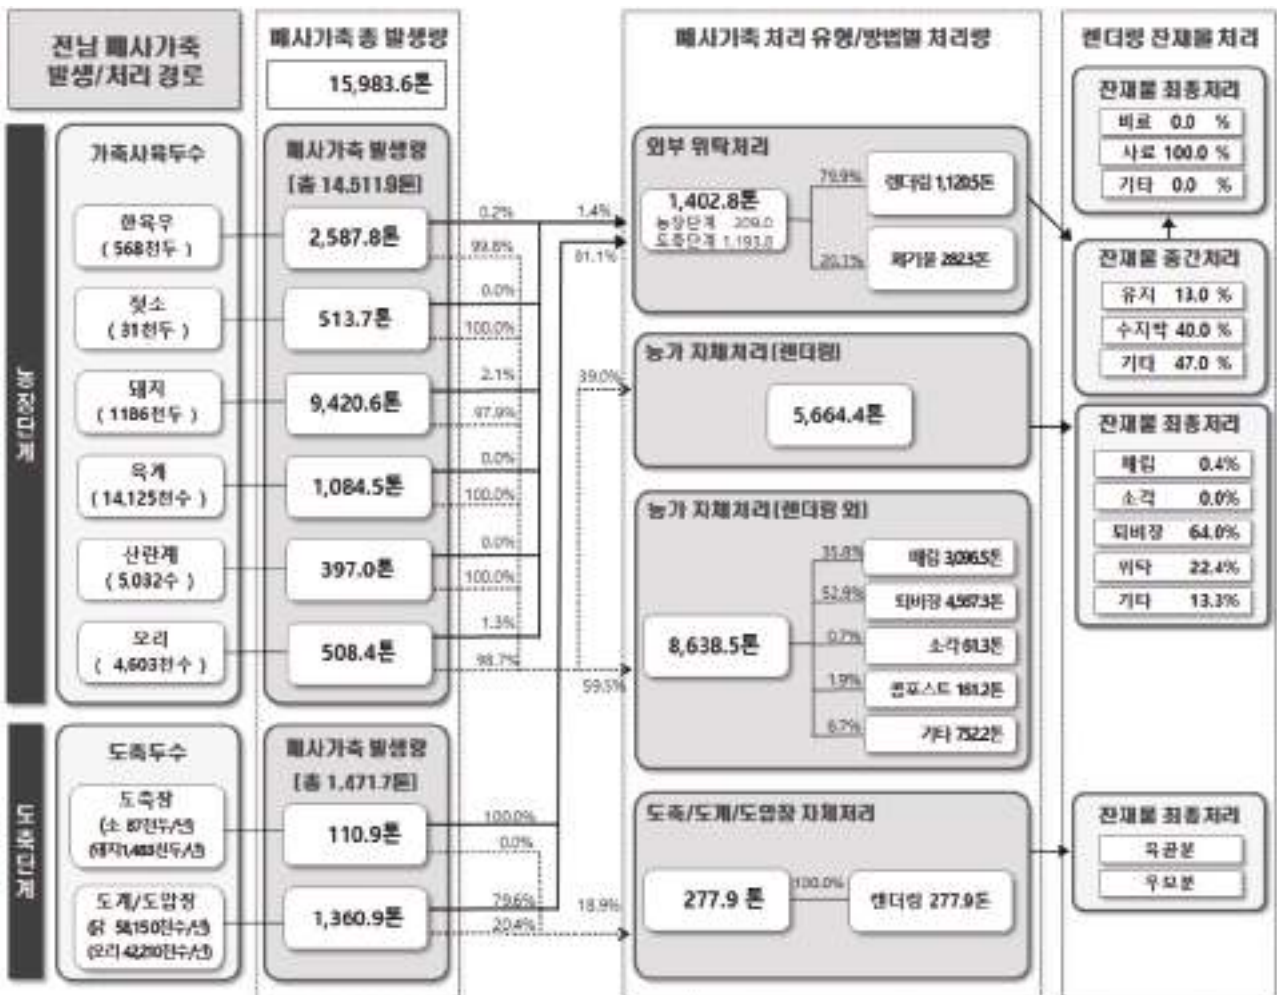 전남 폐사가축
발생/처리 경로
폐사가축 총 발생량
15,983.6톤
폐사가축 처리 유형/방법별 처리량
렌더링 잔재물 처리
농장단계
가축사육두수
한육우
( 568천두 )
젖소
( 31천두 )
돼지
( 1186천두 )
육계
( 14,125천수 )
산란계
( 5,032수 )
오리
( 4,603천수 )
폐사가축 발생량
[총 14,511.9톤]
2,587.8톤
513.7톤
9,420.6톤
1,084.5톤
397.0톤
508.4톤
0.2%
99.8%
0.0%
100.0%
2.1%
97.9%
0.0%
100.0%
0.0%
100.0%
1.3%
98.7%
1.4%
81.1%
39.0%
59.5%
외부 위탁처리
1,402.8톤
농장단계 209.0
도축단계 1,193.8
79.9%
렌더링 1,120.5톤
20.1%
폐기물 282.3톤
농가 자체처리(렌더링)
5,664.4톤
농가 자체처리(렌더링 외)
8,638.5톤
35.8%
매립 3,096.5톤
52.9%
퇴비장 4,567.3톤
0.7%
소각 61.3톤
1.9%
콤포스트 161.2톤
8.7%
기타 752.2톤
잔재물 최종처리
비료 0.0 %
사료 100.0 %
기타 0.0 %
잔재물 중간처리
유지 13.0 %
수지박 40.0 %
기타 47.0 %
잔재물 최종처리
매립 0.4%
소각 0.0%
퇴비장 64.0%
위탁 22.4%
기타 13.3%
도축단계
도축두수
도축장
(소 87천두/년)
(돼지1,483천두/년)
도계/도압장
(닭 58,150천수/년)
(오리 42,210천수/년)
폐사가축 발생량
[총 1,471.7톤]
110.9톤
1,360.9톤
100.0%
0.0%
79.6%
20.4%
18.9%
도축/도계/도압장 자체처리
277.9 톤
100.0%
렌더링 277.9톤
잔재물 최종처리
육골분
우모분